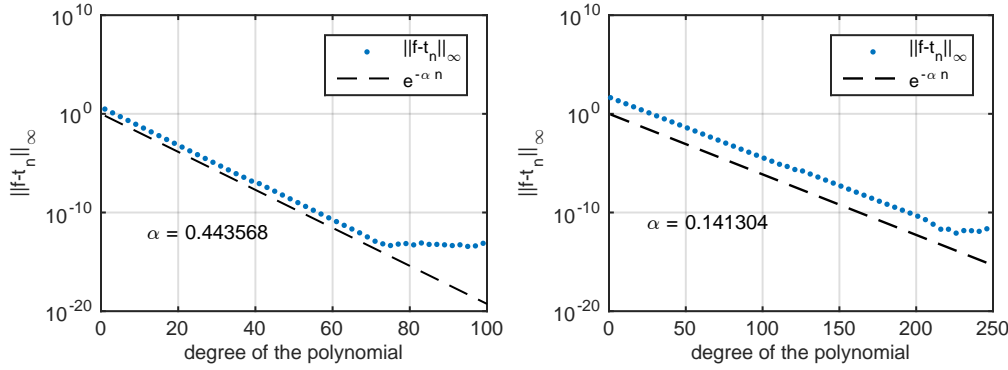 10^10
10^0
10^-10
10^-20
||f-t_n||_∞
||f-t_n||_∞
e^-α n
α = 0.443568
0 20 40 60 80 100
degree of the polynomial
10^10
10^0
10^-10
10^-20
||f-t_n||_∞
||f-t_n||_∞
e^-α n
α = 0.141304
0 50 100 150 200 250
degree of the polynomial